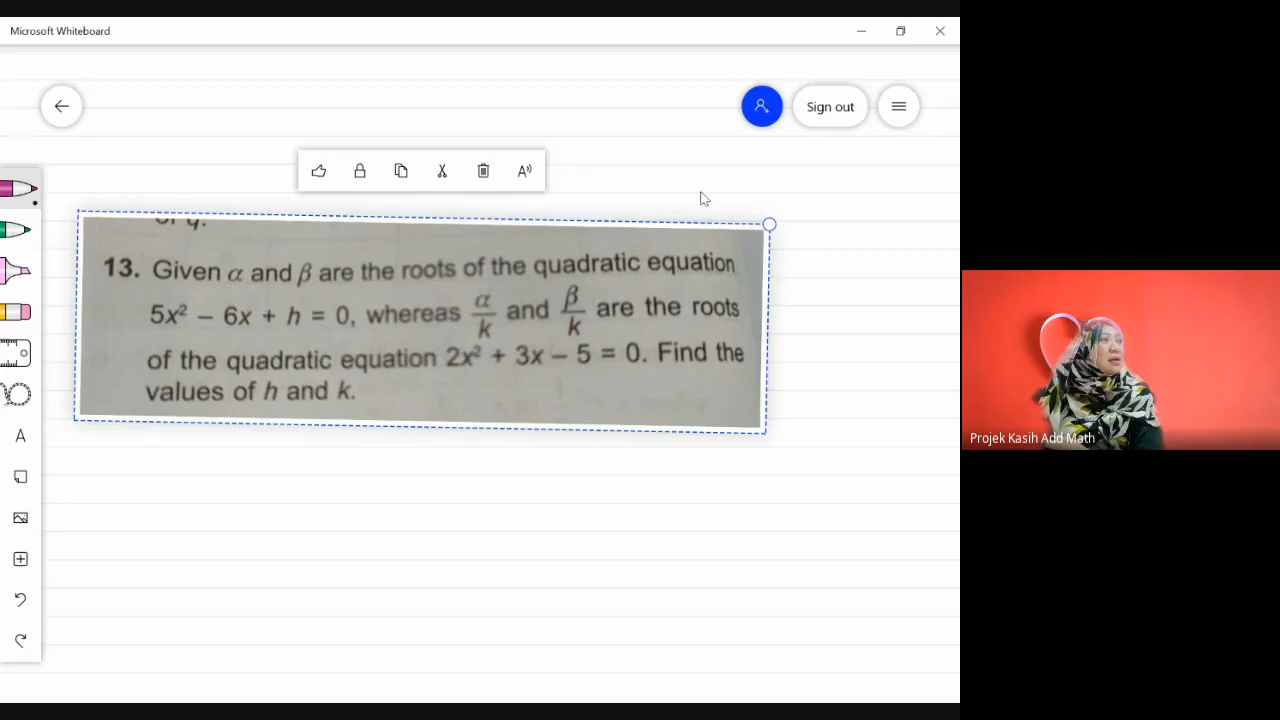 Microsoft Whiteboard
Sign out
13. Given α and β are the roots of the quadratic equation
5x² − 6x + h = 0, whereas α/k and β/k are the roots
of the quadratic equation 2x² + 3x − 5 = 0. Find the
values of h and k.
Projek Kasih Add Math